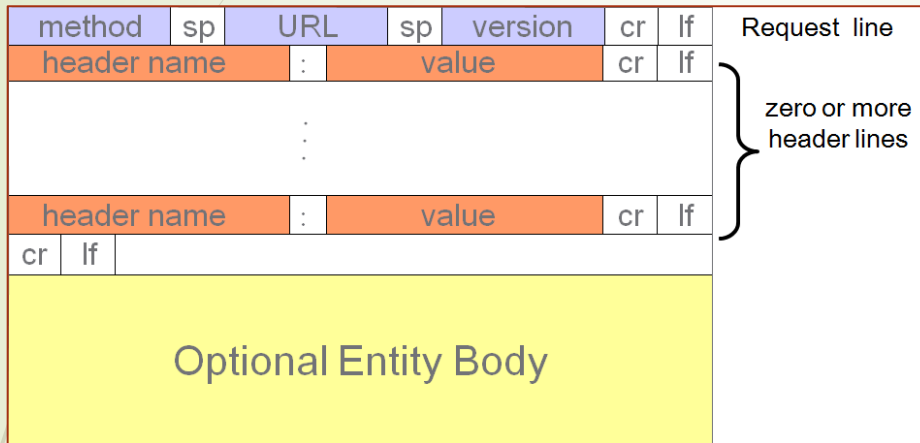 method sp URL sp version cr lf Request line
header name : value cr lf
zero or more
header lines
:
header name : value cr lf
cr lf
Optional Entity Body